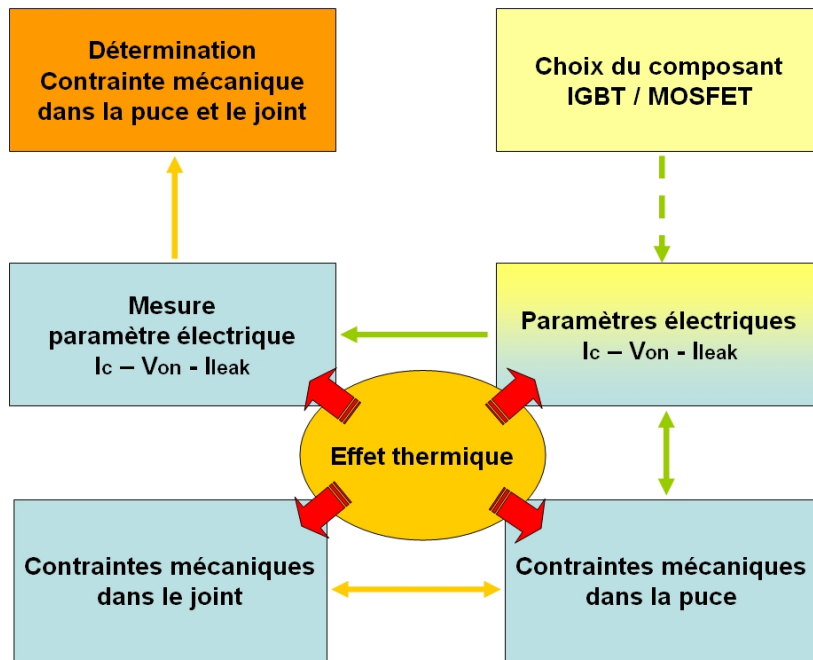 Détermination
Contrainte mécanique
dans la puce et le joint
Choix du composant
IGBT / MOSFET
Mesure
paramètre électrique
Ic – Von - Ileak
Paramètres électriques
Ic – Von - Ileak
Effet thermique
Contraintes mécaniques
dans le joint
Contraintes mécaniques
dans la puce